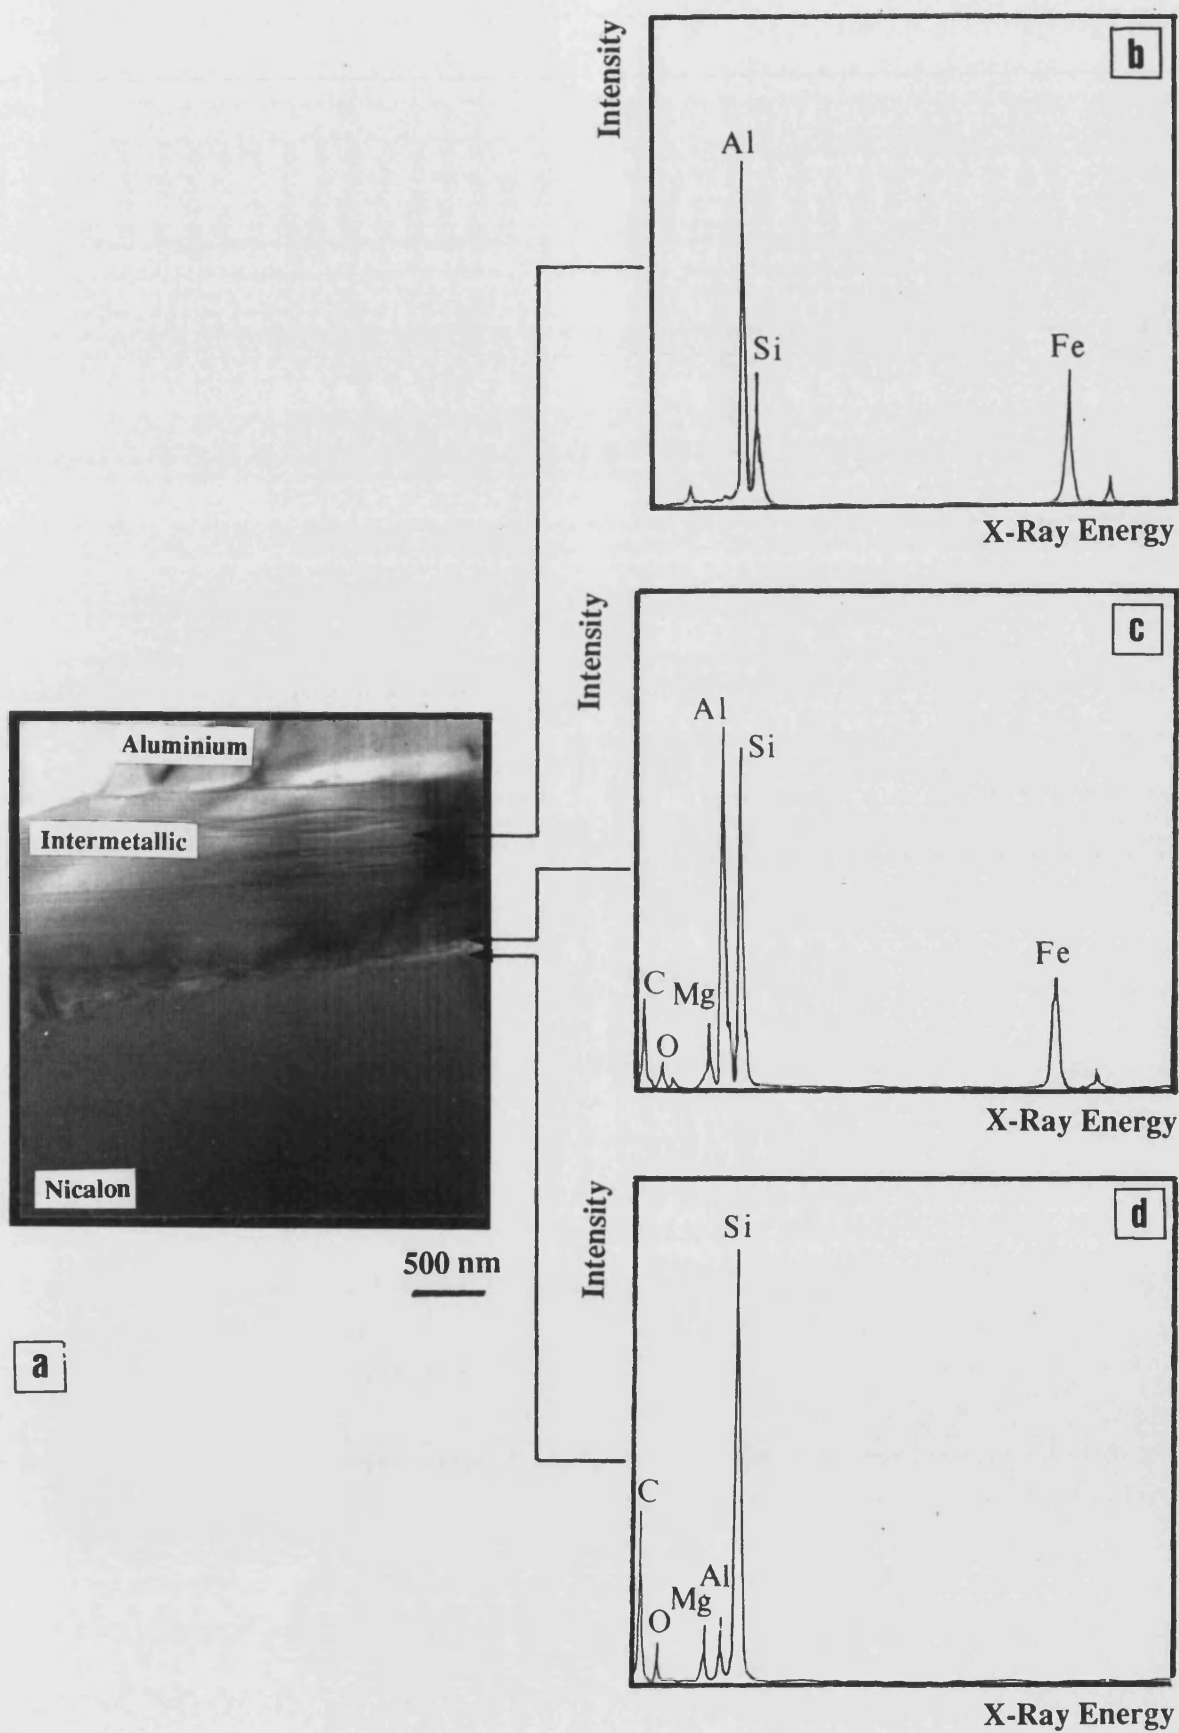 b
Intensity
Al
Si
Fe
X-Ray Energy
c
Intensity
Al
Si
C
O
Mg
Fe
X-Ray Energy
Aluminium
Intermetallic
Nicalon
500 nm
a
d
Intensity
Si
C
O
Mg
Al
X-Ray Energy